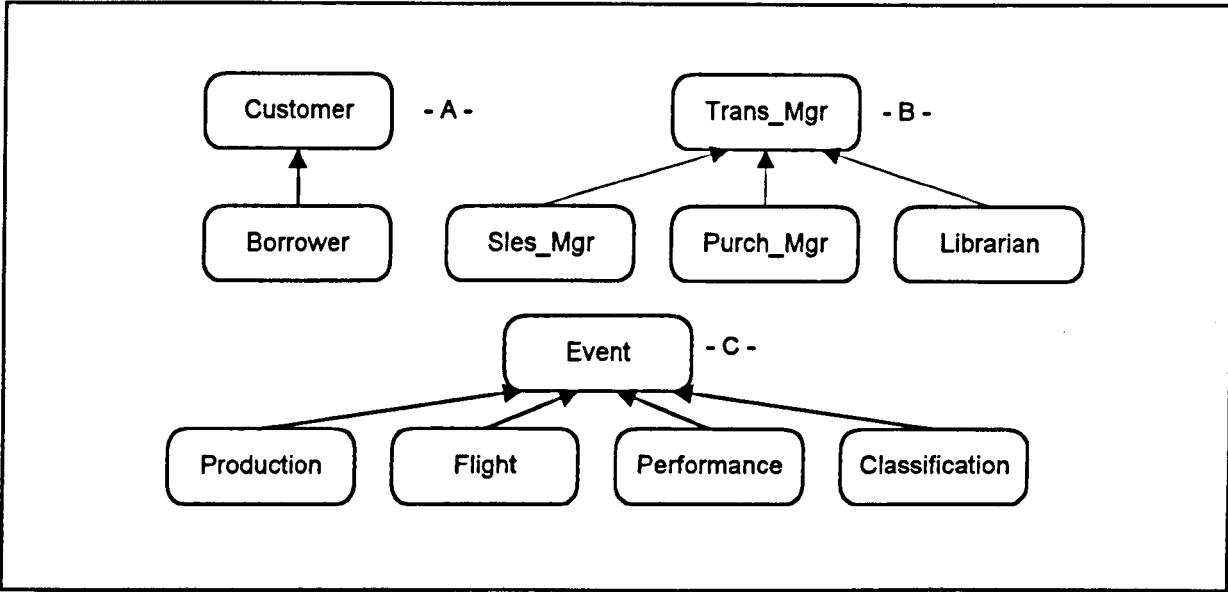 Customer - A -
Trans_Mgr - B -
Borrower
Sles_Mgr
Purch_Mgr
Librarian
Event - C -
Production
Flight
Performance
Classification